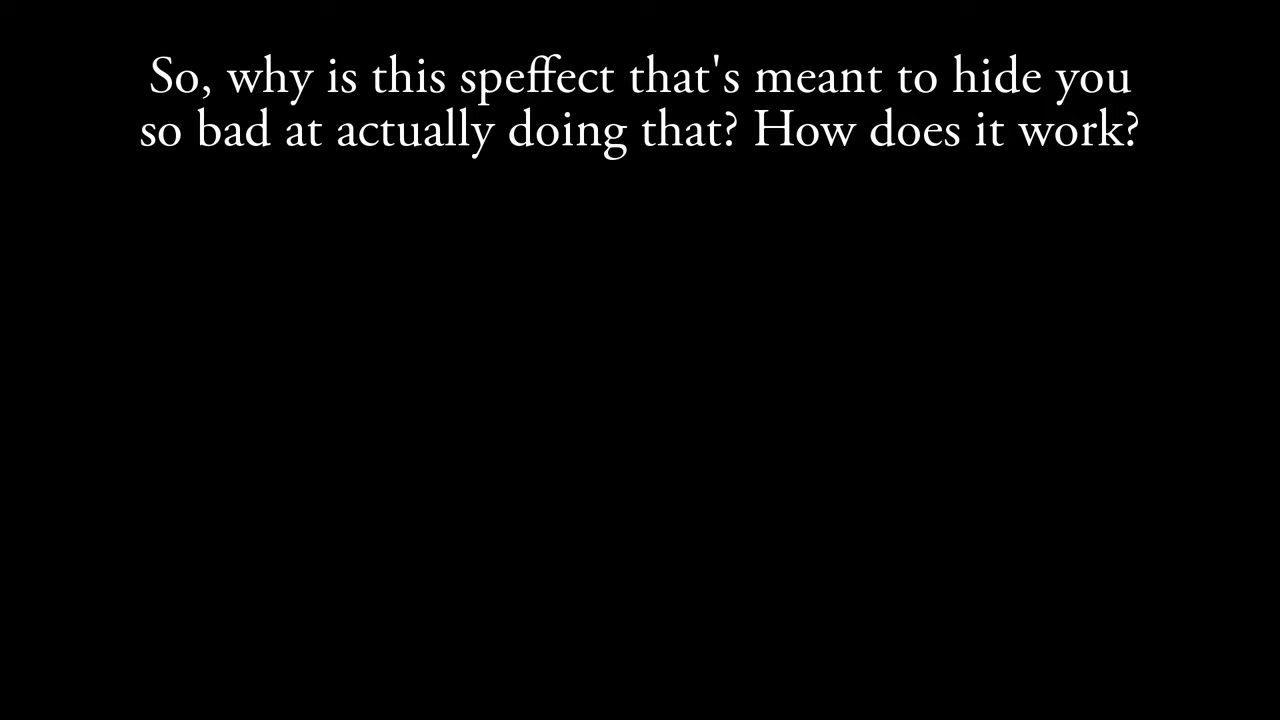 So, why is this speffect that's meant to hide you
so bad at actually doing that? How does it work?